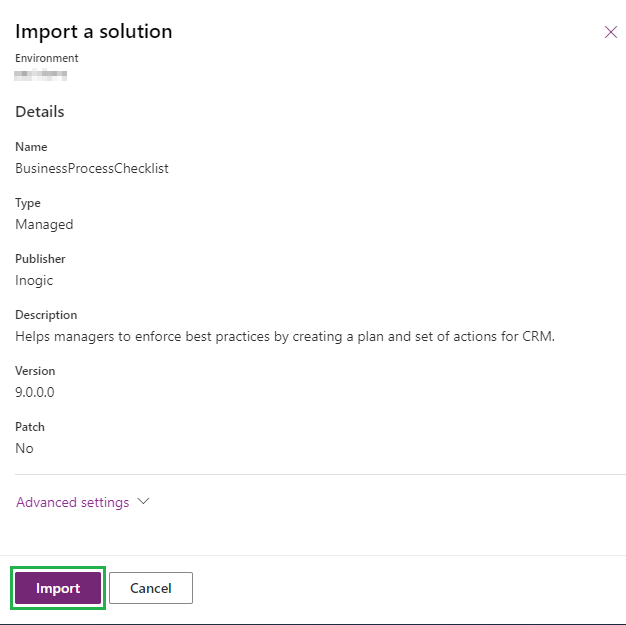 Import a solution
Environment
Details
Name
BusinessProcessChecklist
Type
Managed
Publisher
Inogic
Description
Helps managers to enforce best practices by creating a plan and set of actions for CRM.
Version
9.0.0.0
Patch
No
Advanced settings
Import
Cancel